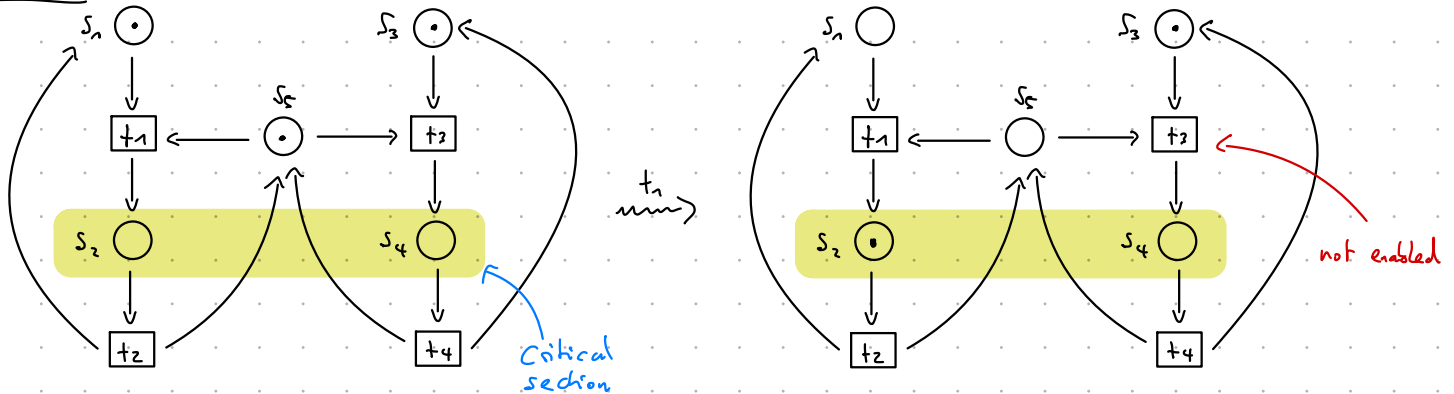 S₁
S₃
S₅
t₁
t₃
S₂
S₄
t₂
t₄
Critical
section
t₁
S₁
S₃
S₅
t₁
t₃
S₂
S₄
t₂
t₄
not enabled